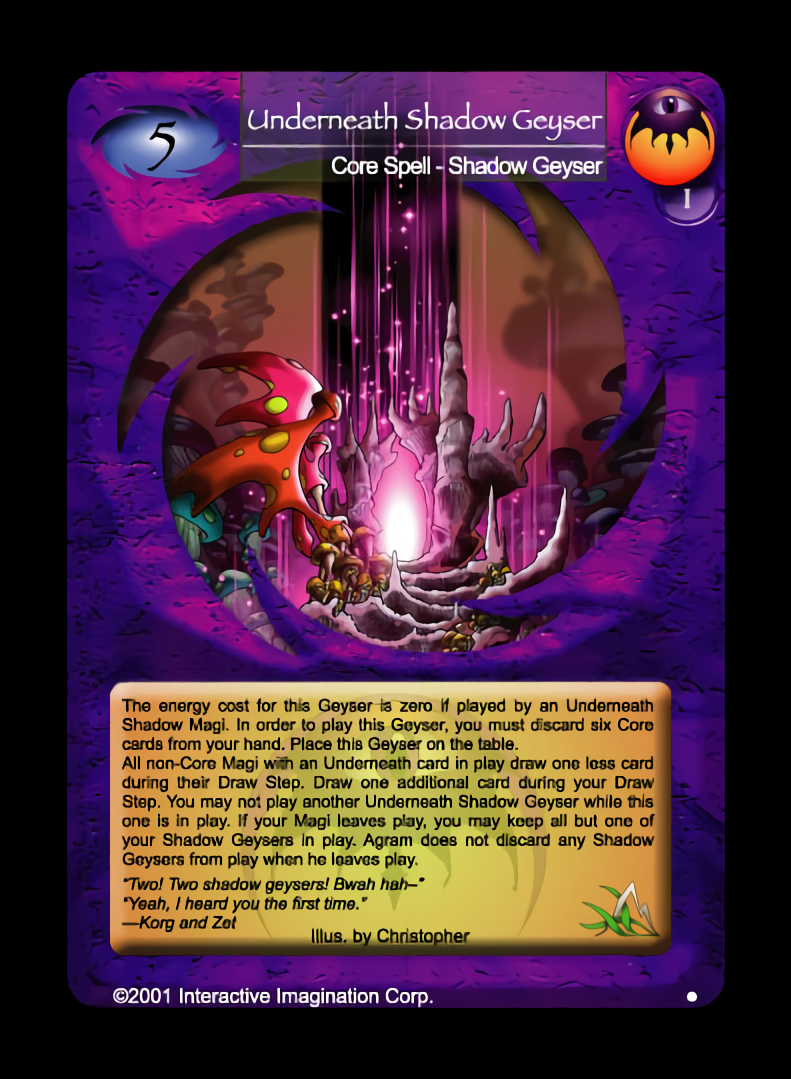 5
Underneath Shadow Geyser
Core Spell - Shadow Geyser
I
The energy cost for this Geyser is zero if played by an Underneath
Shadow Magi. In order to play this Geyser, you must discard six Core
cards from your hand. Place this Geyser on the table.
All non-Core Magi with an Underneath card in play draw one less card
during their Draw Step. Draw one additional card during your Draw
Step. You may not play another Underneath Shadow Geyser while this
one is in play. If your Magi leaves play, you may keep all but one of
your Shadow Geysers in play. Agram does not discard any Shadow
Geysers from play when he leaves play.
"Two! Two shadow geysers! Bwah hah–"
"Yeah, I heard you the first time."
—Korg and Zet
Illus. by Christopher
©2001 Interactive Imagination Corp.